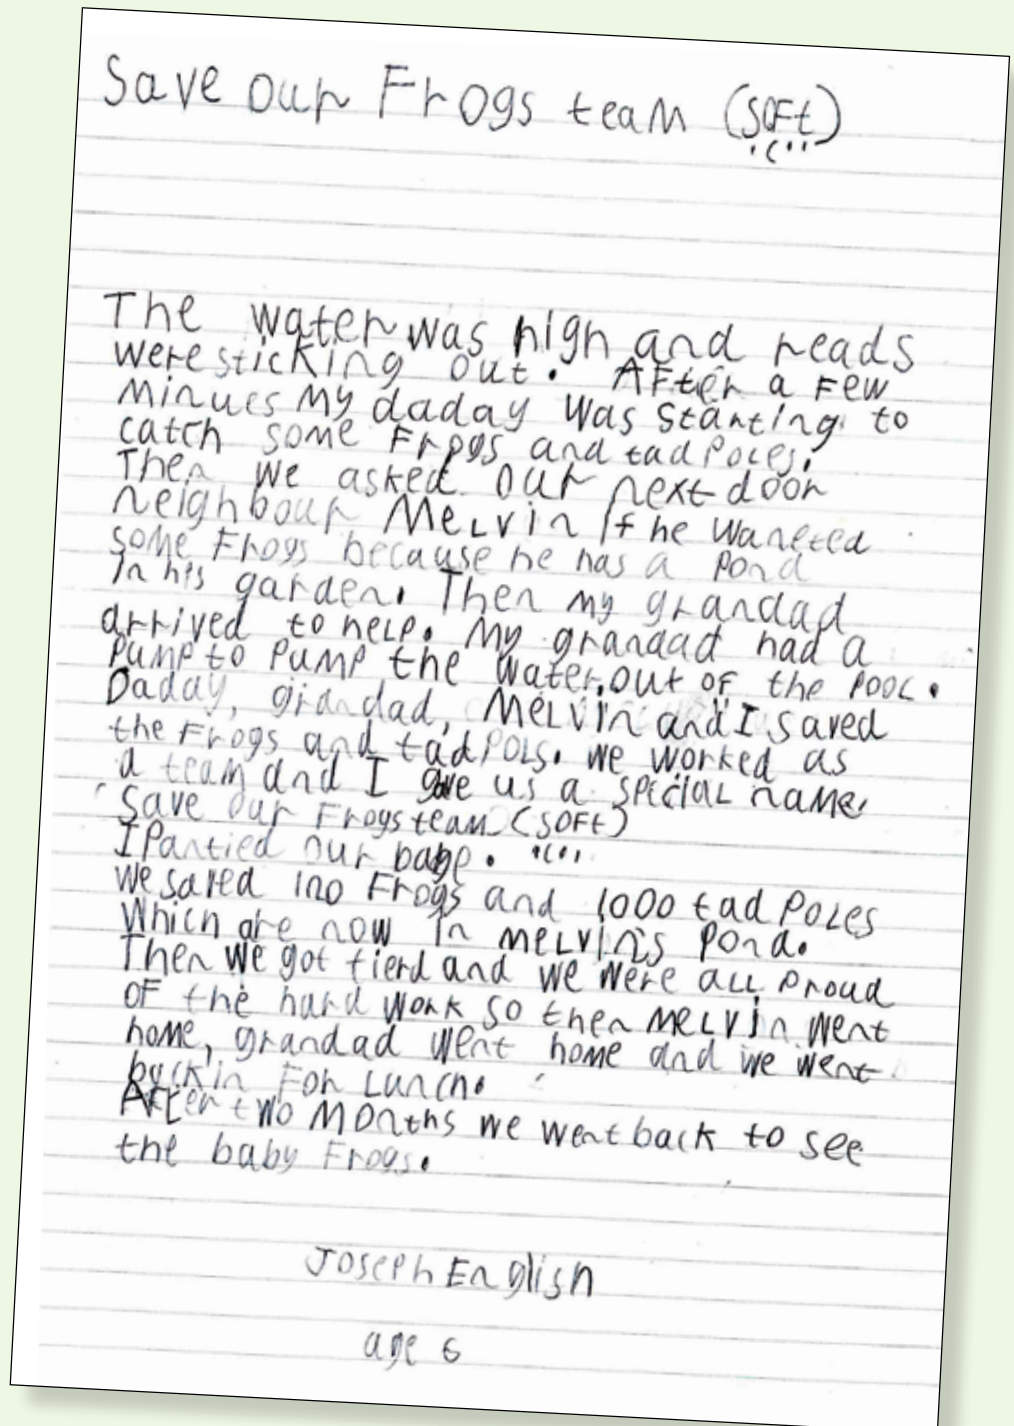 Save our Frogs team (SOFt)
The water was high and reads
were sticking out. AFter a Few
minues my daday was starting to
catch some Frogs and tadpoles.
Then we asked our next door
neighbour Melvin if he waneted
some Frogs because he has a pond
in his garden. Then my grandad
arrived to help. My grandad had a
pump to pump the water out of the pool.
Daday, grandad, Melvin and I saved
the Frogs and tadpols. we worked as
a team and I gave us a spicial name,
Save our Frogs team (SOFt)
I pantied our bage.
we saved 120 Frogs and 1000 tadpoles
which are now in melvin's pond.
Then we got tierd and we were all proud
of the hard work so then melvin went
home, grandad went home and we went
back in For lunch.
AFter two months we went back to see
the baby Frogs.
Joseph English
age 6